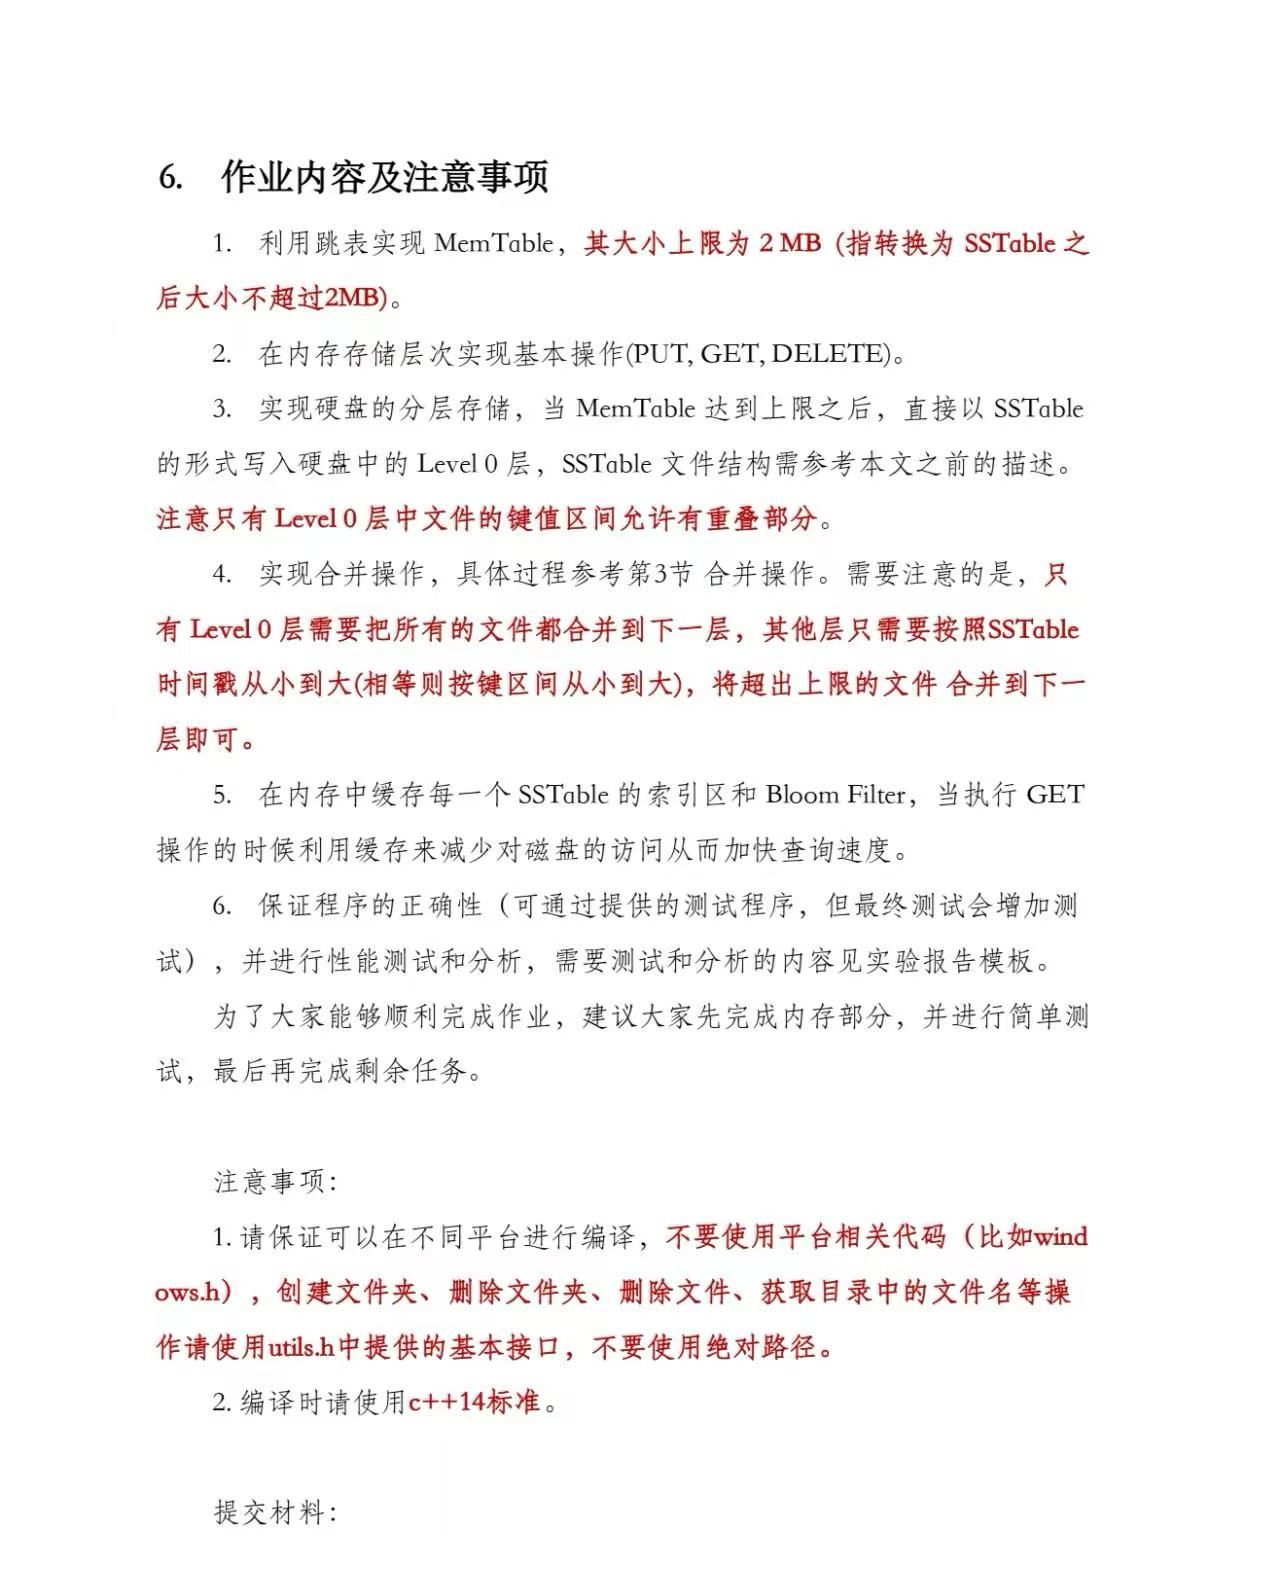 6. 作业内容及注意事项
1. 利用跳表实现 MemTable，其大小上限为 2 MB (指转换为 SSTable 之
后大小不超过2MB)。
2. 在内存存储层次实现基本操作(PUT, GET, DELETE)。
3. 实现硬盘的分层存储，当 MemTable 达到上限之后，直接以 SSTable
的形式写入硬盘中的 Level 0 层，SSTable 文件结构需参考本文之前的描述。
注意只有 Level 0 层中文件的键值区间允许有重叠部分。
4. 实现合并操作，具体过程参考第3节 合并操作。需要注意的是，只
有 Level 0 层需要把所有的文件都合并到下一层，其他层只需要按照SSTable
时间戳从小到大(相等则按键区间从小到大)，将超出上限的文件 合并到下一
层即可。
5. 在内存中缓存每一个 SSTable 的索引区和 Bloom Filter，当执行 GET
操作的时候利用缓存来减少对磁盘的访问从而加快查询速度。
6. 保证程序的正确性（可通过提供的测试程序，但最终测试会增加测
试），并进行性能测试和分析，需要测试和分析的内容见实验报告模板。
为了大家能够顺利完成作业，建议大家先完成内存部分，并进行简单测
试，最后再完成剩余任务。
注意事项：
1. 请保证可以在不同平台进行编译，不要使用平台相关代码（比如wind
ows.h），创建文件夹、删除文件夹、删除文件、获取目录中的文件名等操
作请使用utils.h中提供的基本接口，不要使用绝对路径。
2. 编译时请使用c++14标准。
提交材料：